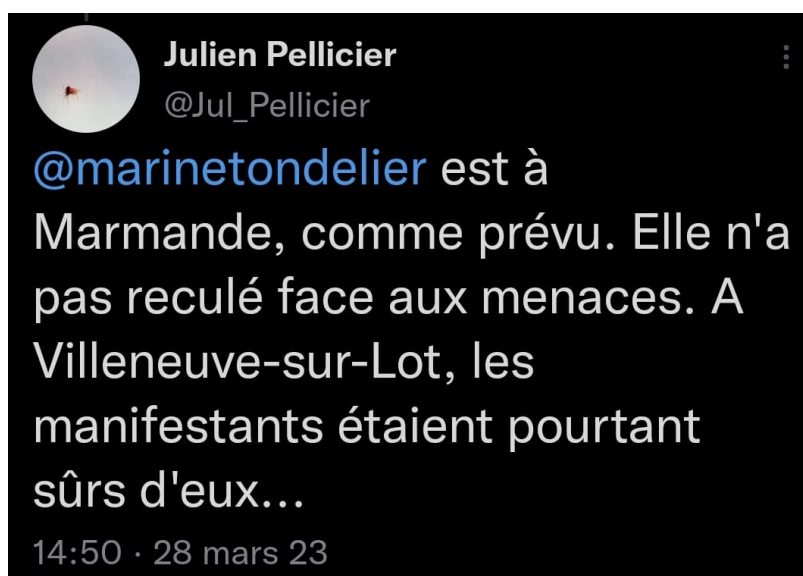 Julien Pellicier
@Jul_Pellicier
@marinetondelier est à
Marmande, comme prévu. Elle n'a
pas reculé face aux menaces. A
Villeneuve-sur-Lot, les
manifestants étaient pourtant
sûrs d'eux...
14:50 · 28 mars 23